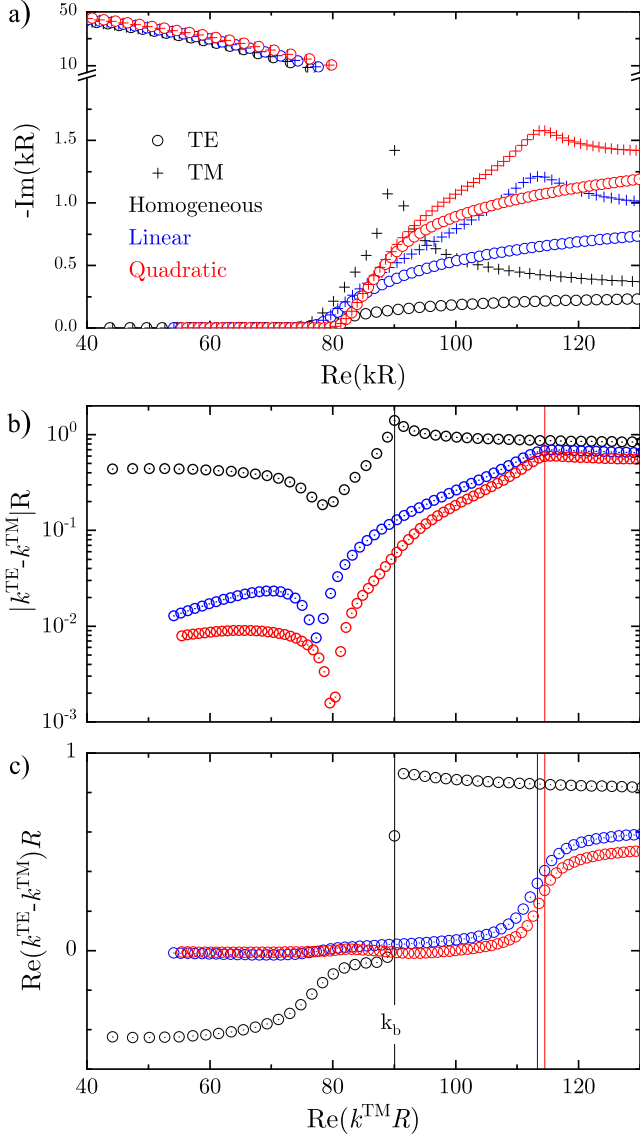 a)
50
10
1.5
1.0
0.5
0.0
-Im(kR)
TE
TM
Homogeneous
Linear
Quadratic
40 60 80 100 120
Re(kR)
b)
10^0
10^-1
10^-2
10^-3
|k^TE-k^TM|R
c)
1
0
Re(k^TE-k^TM)R
k_b
40 60 80 100 120
Re(k^TM R)